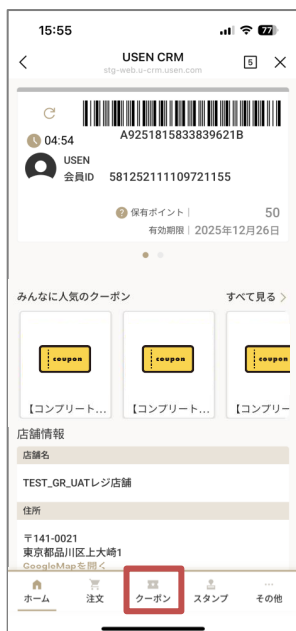 15:55
77
USEN CRM
stg-web.u-crm.usen.com
5
A9251815833839621B
04:54
USEN
会員ID 581252111109721155
? 保有ポイント | 50
有効期限 | 2025年12月26日
みんなに人気のクーポン すべて見る >
coupon coupon coupon
【コンプリート... 【コンプリート... 【コンプリー
店舗情報
店舗名
TEST_GR_UATレジ店舗
住所
〒141-0021
東京都品川区上大崎1
GoogleMapを開く
ホーム 注文 クーポン スタンプ その他